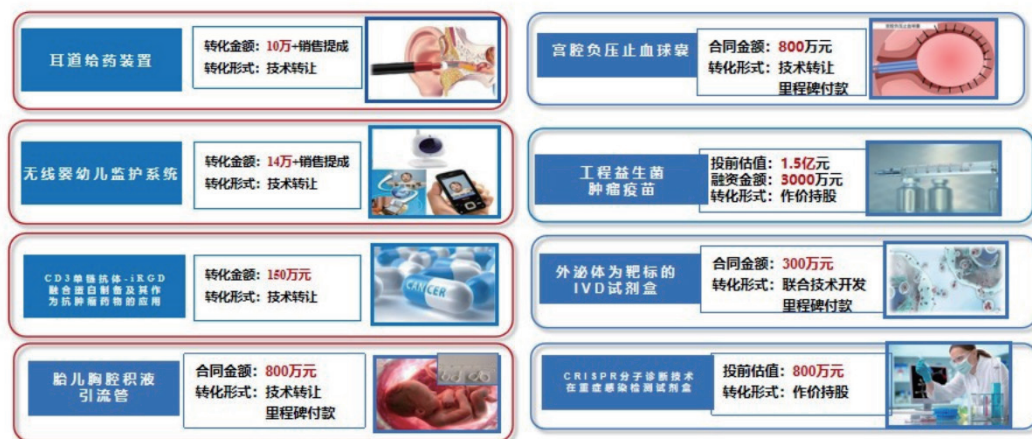 耳道给药装置
转化金额：10万+销售提成
转化形式：技术转让
无线婴幼儿监护系统
转化金额：14万+销售提成
转化形式：技术转让
CD3单链抗体-iRGD
融合蛋白制备及其作
为抗肿瘤药物的应用
转化金额：150万元
转化形式：技术转让
CANCER
胎儿胸腔积液
引流管
合同金额：800万元
转化形式：技术转让
里程碑付款
宫腔负压止血球囊
合同金额：800万元
转化形式：技术转让
里程碑付款
工程益生菌
肿瘤疫苗
投前估值：1.5亿元
融资金额：3000万元
转化形式：作价持股
外泌体为靶标的
IVD试剂盒
合同金额：300万元
转化形式：联合技术开发
里程碑付款
CRISPR分子诊断技术
在重症感染检测试剂盒
投前估值：800万元
转化形式：作价持股